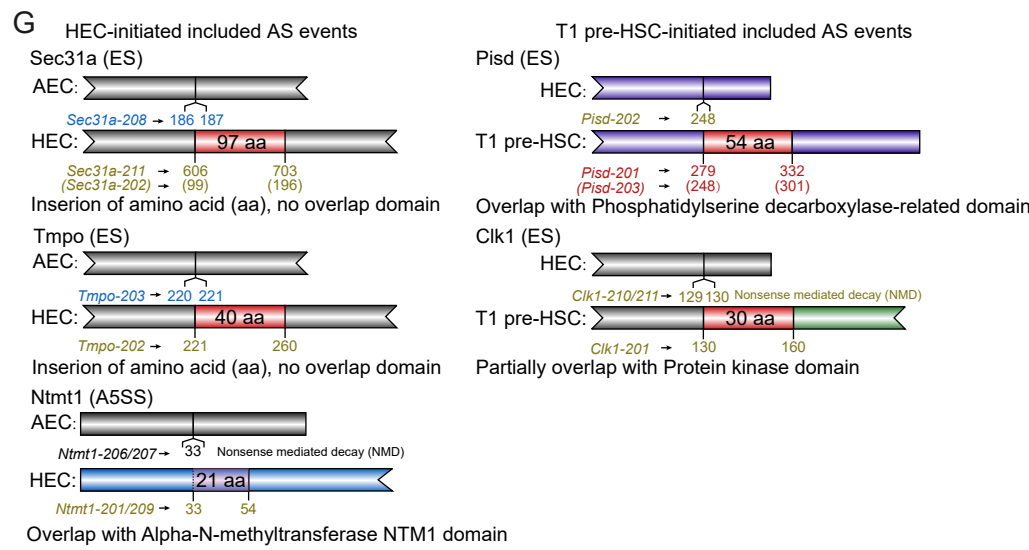 G
HEC-initiated included AS events
Sec31a (ES)
AEC:
Sec31a-208 → 186 187
HEC: 97 aa
Sec31a-211 → 606 703
(Sec31a-202) → (99) (196)
Inserion of amino acid (aa), no overlap domain
Tmpo (ES)
AEC:
Tmpo-203 → 220 221
HEC: 40 aa
Tmpo-202 → 221 260
Inserion of amino acid (aa), no overlap domain
Ntmt1 (A5SS)
AEC:
Ntmt1-206/207 → 33 Nonsense mediated decay (NMD)
HEC: 21 aa
Ntmt1-201/209 → 33 54
Overlap with Alpha-N-methyltransferase NTM1 domain
T1 pre-HSC-initiated included AS events
Pisd (ES)
HEC:
Pisd-202 → 248
T1 pre-HSC: 54 aa
Pisd-201 → 279 332
(Pisd-203) → (248) (301)
Overlap with Phosphatidylserine decarboxylase-related domain
Clk1 (ES)
HEC:
Clk1-210/211 → 129 130 Nonsense mediated decay (NMD)
T1 pre-HSC: 30 aa
Clk1-201 → 130 160
Partially overlap with Protein kinase domain